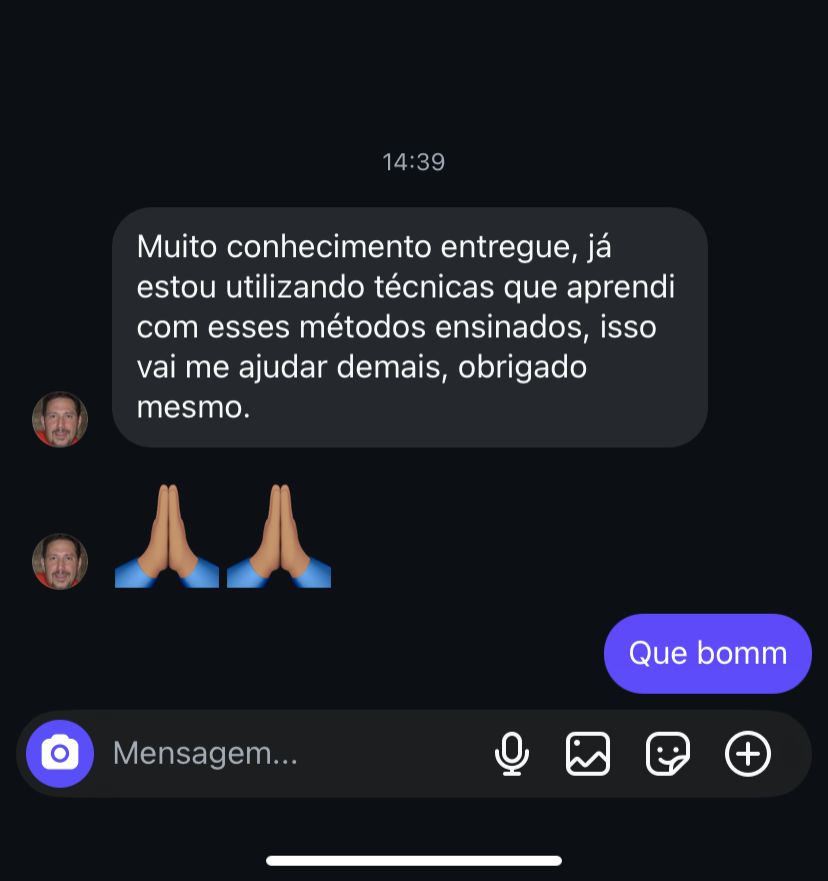 14:39
Muito conhecimento entregue, já
estou utilizando técnicas que aprendi
com esses métodos ensinados, isso
vai me ajudar demais, obrigado
mesmo.
🙏🏽🙏🏽
Que bomm
Mensagem...